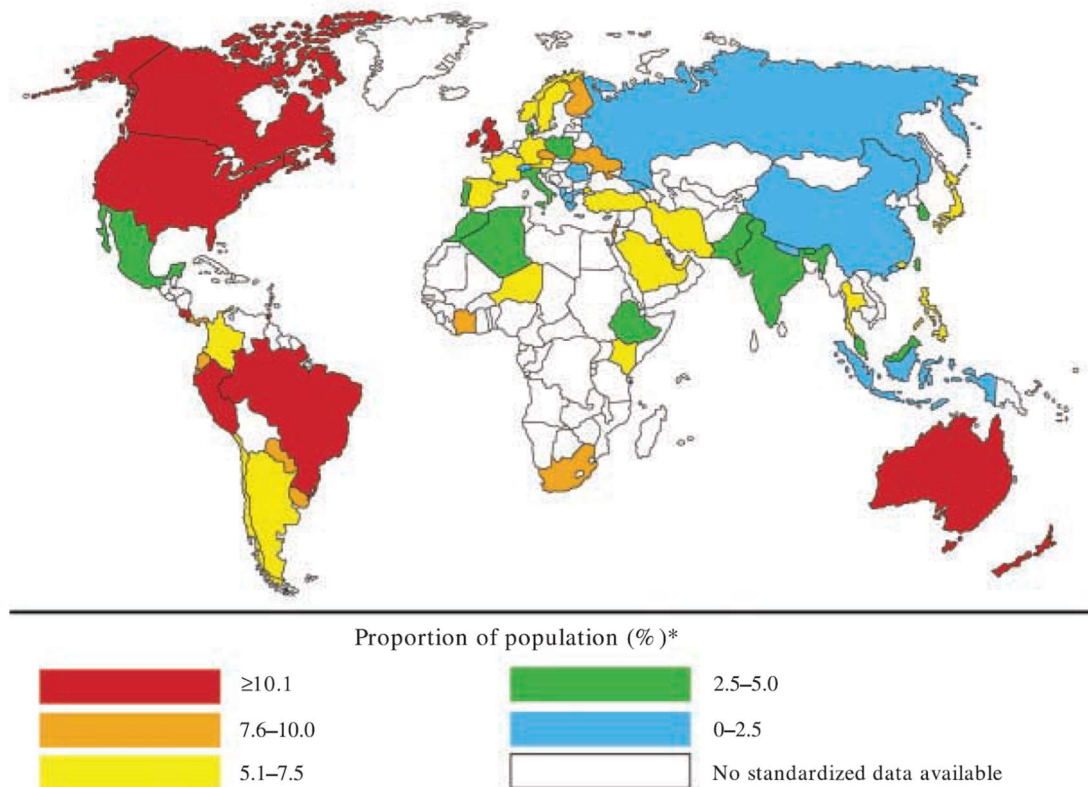 Proportion of population (%)*
≥10.1
7.6–10.0
5.1–7.5
2.5–5.0
0–2.5
No standardized data available